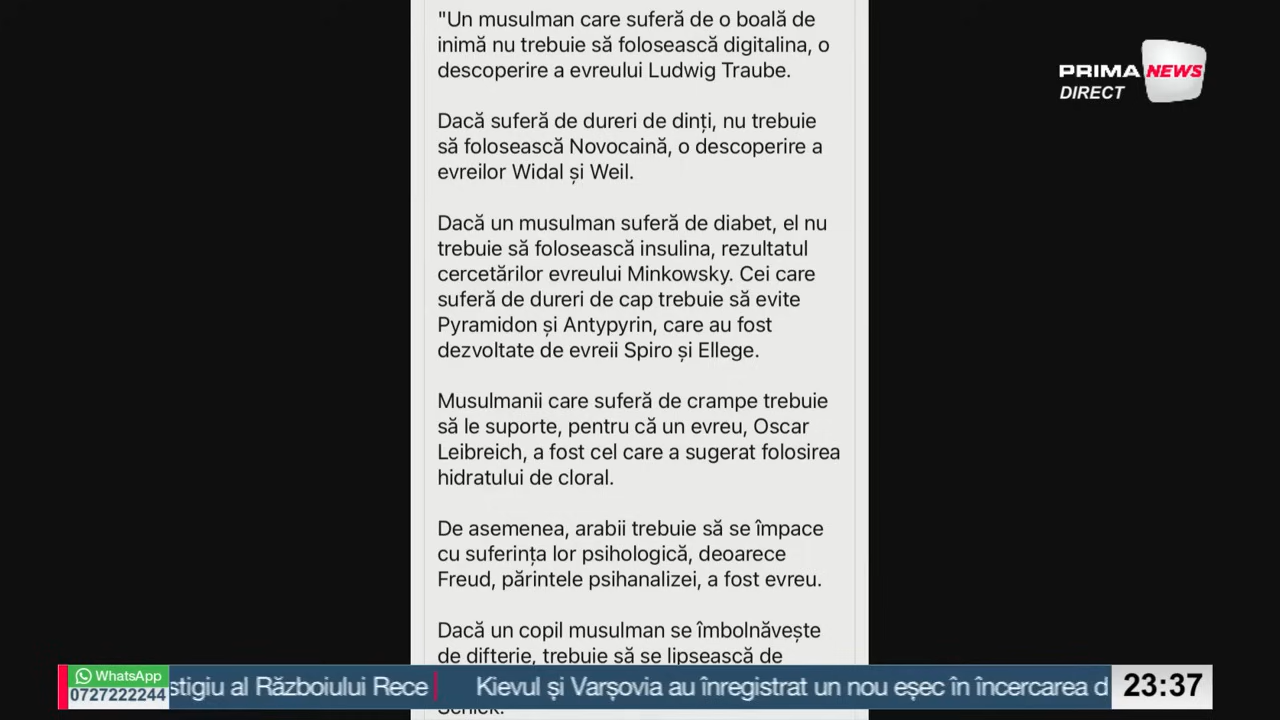 "Un musulman care suferă de o boală de
inimă nu trebuie să folosească digitalina, o
descoperire a evreului Ludwig Traube.
Dacă suferă de dureri de dinți, nu trebuie
să folosească Novocaină, o descoperire a
evreilor Widal și Weil.
Dacă un musulman suferă de diabet, el nu
trebuie să folosească insulina, rezultatul
cercetărilor evreului Minkowsky. Cei care
suferă de dureri de cap trebuie să evite
Pyramidon și Antypyrin, care au fost
dezvoltate de evreii Spiro și Ellege.
Musulmanii care suferă de crampe trebuie
să le suporte, pentru că un evreu, Oscar
Leibreich, a fost cel care a sugerat folosirea
hidratului de cloral.
De asemenea, arabii trebuie să se împace
cu suferința lor psihologică, deoarece
Freud, părintele psihanalizei, a fost evreu.
Dacă un copil musulman se îmbolnăvește
de difterie, trebuie să se lipsească de
PRIMA NEWS
DIRECT
WhatsApp
0727222244
stigiu al Războiului Rece
Kievul și Varșovia au înregistrat un nou eșec în încercarea d
23:37